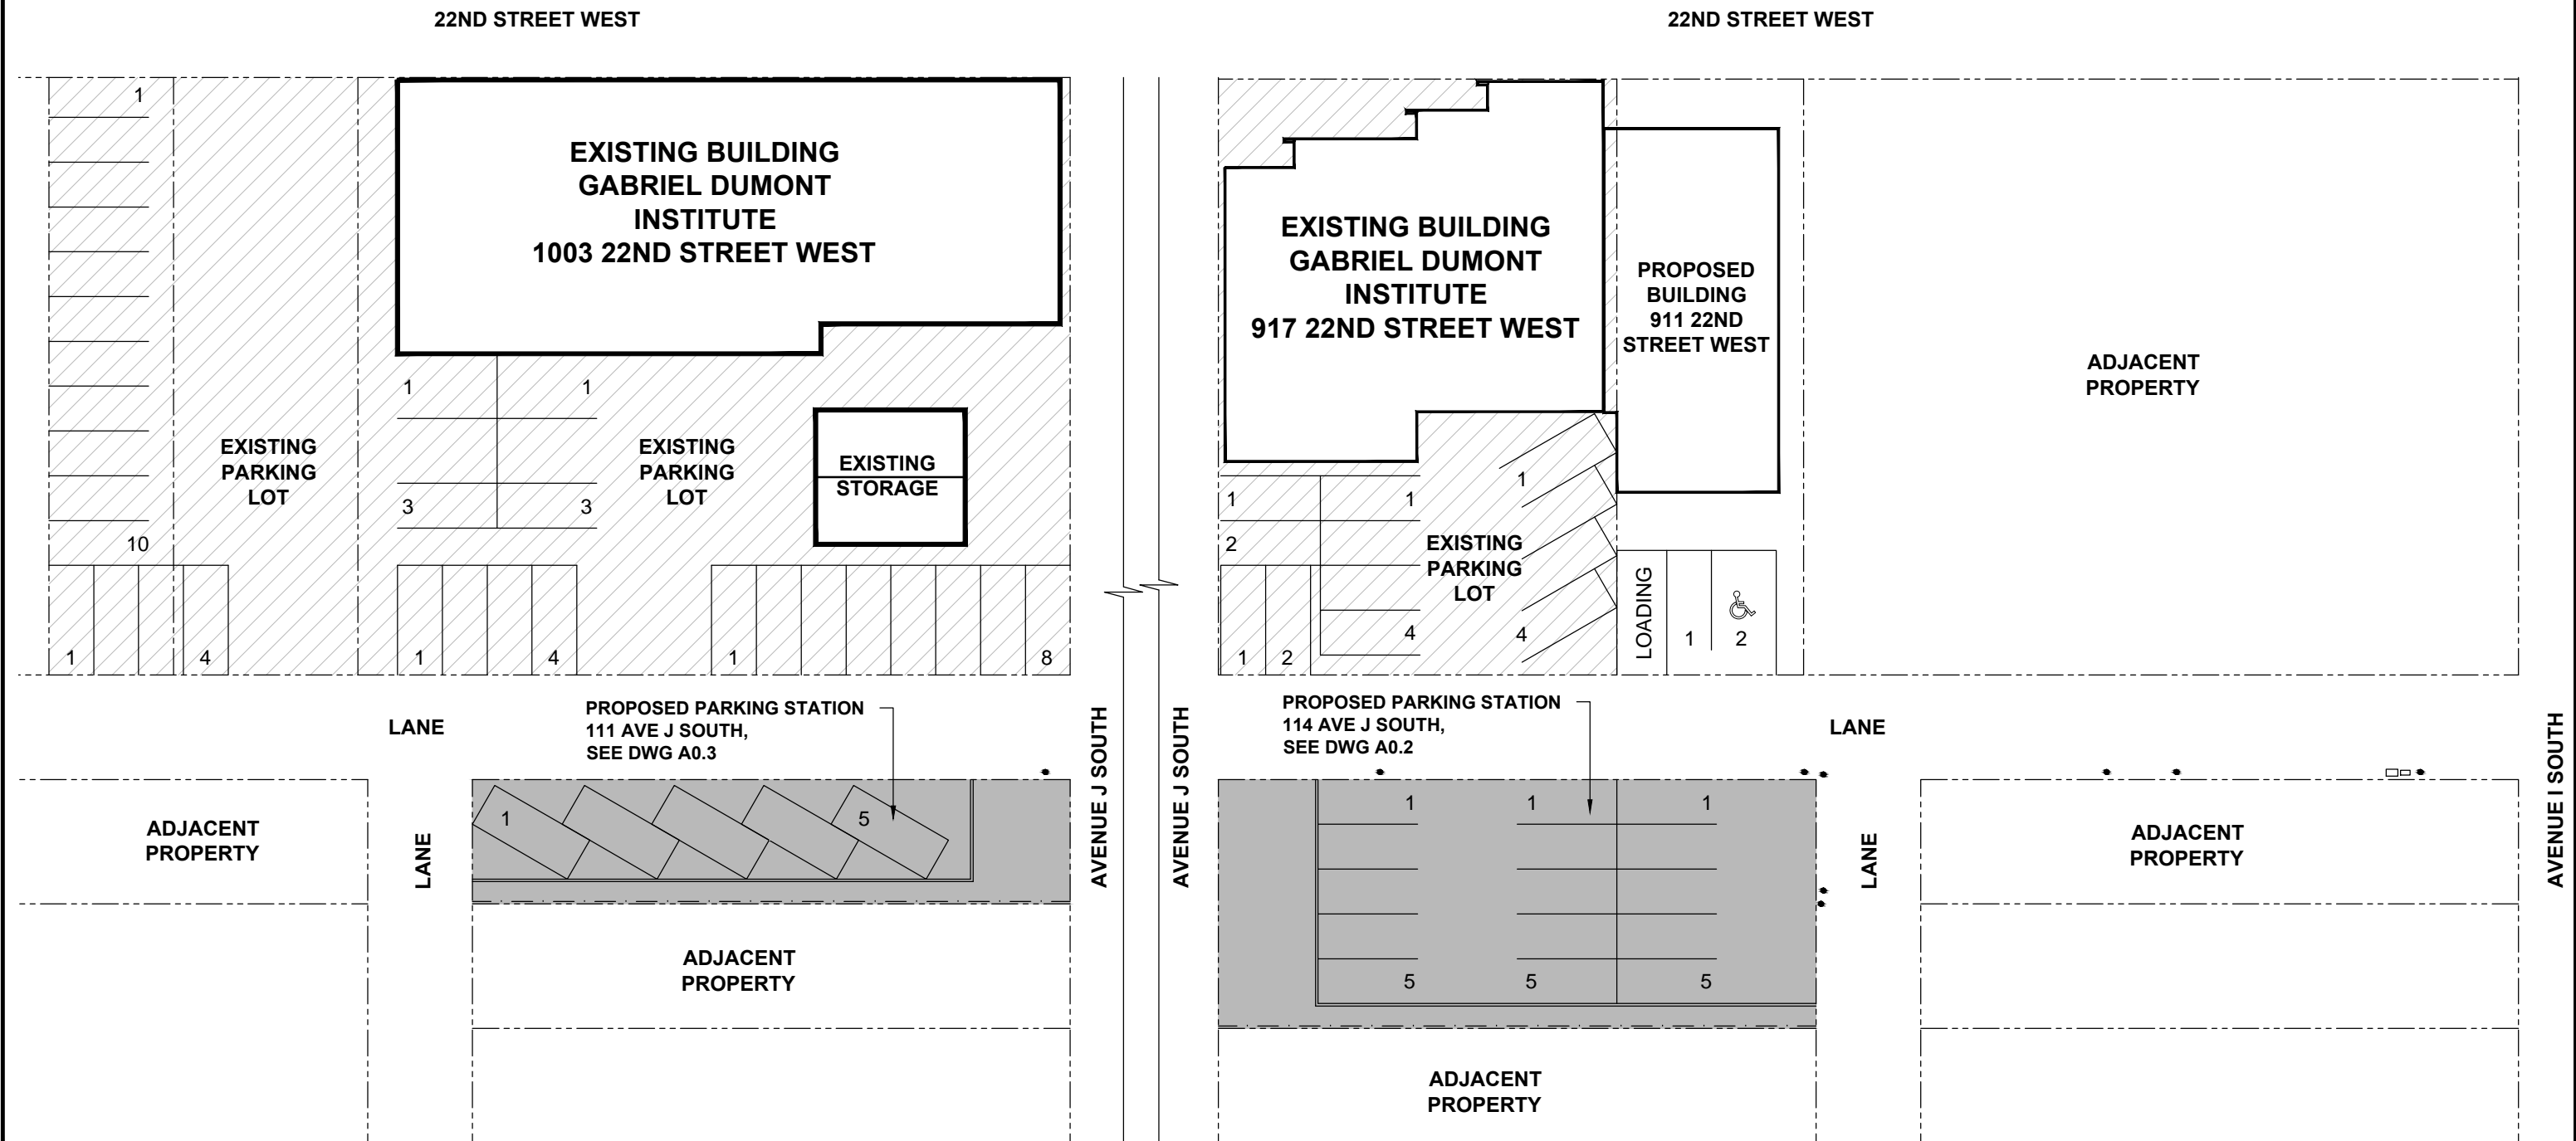 22ND STREET WEST
22ND STREET WEST
1
10
1
4
EXISTING
PARKING
LOT
EXISTING BUILDING
GABRIEL DUMONT
INSTITUTE
1003 22ND STREET WEST
1
1
3
3
EXISTING
PARKING
LOT
EXISTING
STORAGE
1
4
1
8
EXISTING BUILDING
GABRIEL DUMONT
INSTITUTE
917 22ND STREET WEST
PROPOSED
BUILDING
911 22ND
STREET WEST
ADJACENT
PROPERTY
1
2
1
4
1
2
EXISTING
PARKING
LOT
1
4
LOADING
1
2
LANE
PROPOSED PARKING STATION
111 AVE J SOUTH,
SEE DWG A0.3
AVENUE J SOUTH
AVENUE J SOUTH
PROPOSED PARKING STATION
114 AVE J SOUTH,
SEE DWG A0.2
LANE
AVENUE I SOUTH
ADJACENT
PROPERTY
LANE
1
5
ADJACENT
PROPERTY
1
1
1
5
5
5
LANE
ADJACENT
PROPERTY
ADJACENT
PROPERTY